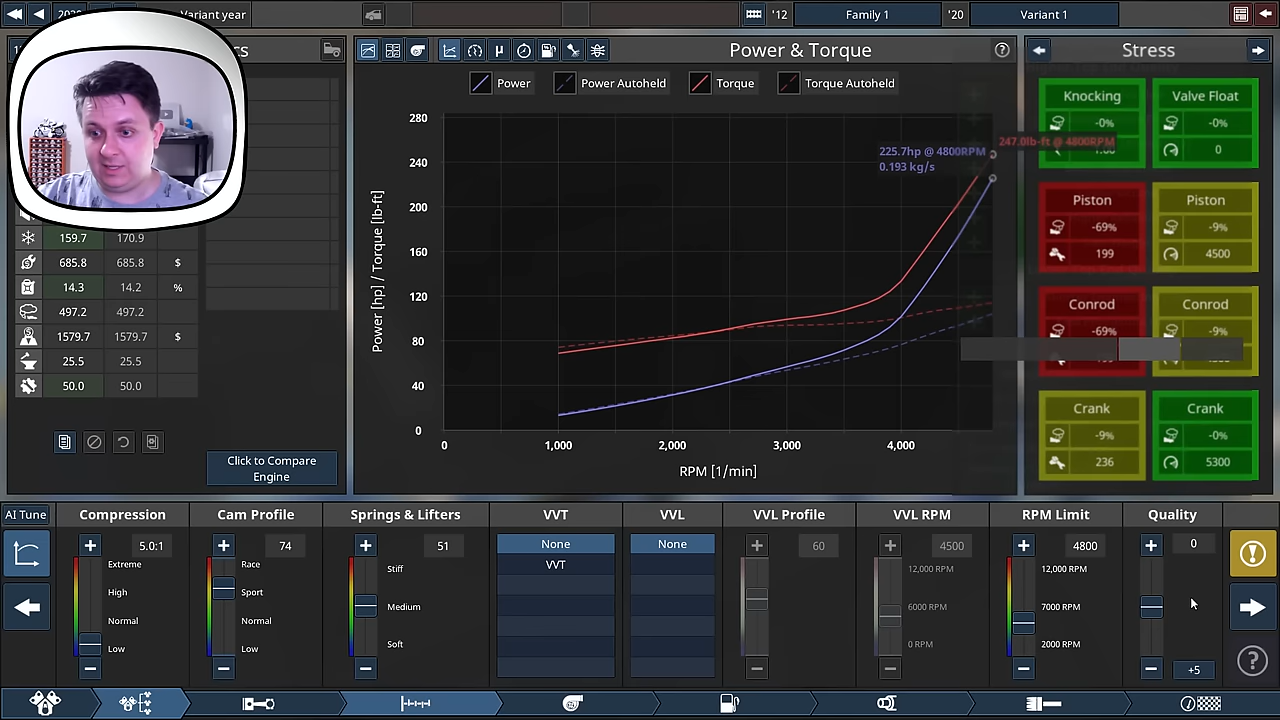 Variant year
'12
Family 1
'20
Variant 1
Power & Torque
Stress
Power
Power Autoheld
Torque
Torque Autoheld
280
240
200
160
120
80
40
0
Power [hp] / Torque [lb-ft]
225.7hp @ 4800RPM
0.193 kg/s
247.0lb-ft @ 4800RPM
0
1,000
2,000
3,000
4,000
RPM [1/min]
Knocking
-0%
Valve Float
-0%
0
Piston
-69%
199
Piston
-9%
4500
Conrod
-69%
Conrod
-9%
Crank
-9%
236
Crank
-0%
5300
159.7 170.9
685.8 685.8 $
14.3 14.2 %
497.2 497.2
1579.7 1579.7 $
25.5 25.5
50.0 50.0
Click to Compare
Engine
AI Tune
Compression
5.0:1
Extreme
High
Normal
Low
Cam Profile
74
Race
Sport
Normal
Low
Springs & Lifters
51
Stiff
Medium
Soft
VVT
None
VVT
VVL
None
VVL Profile
60
VVL RPM
4500
12,000 RPM
6000 RPM
0 RPM
RPM Limit
4800
12,000 RPM
7000 RPM
2000 RPM
Quality
0
+5